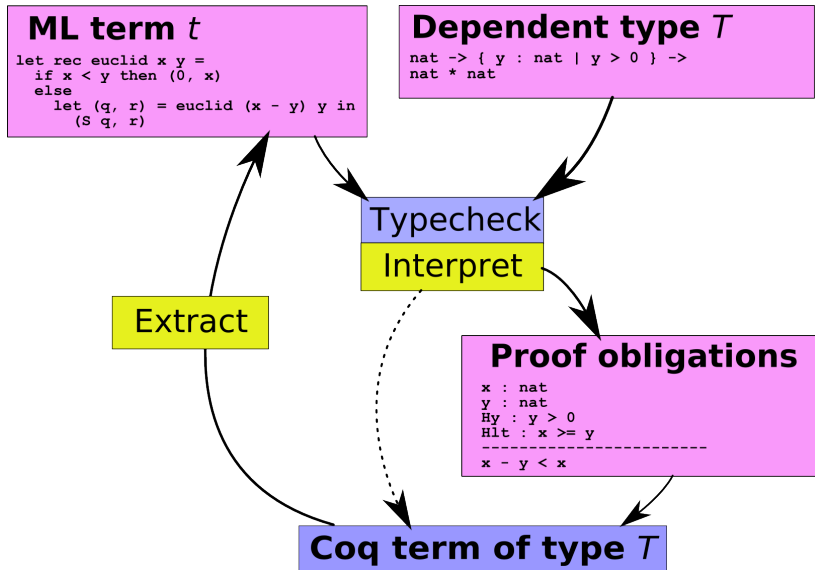 ML term t
let rec euclid x y =
if x < y then (0, x)
else
let (q, r) = euclid (x - y) y in
(S q, r)
Dependent type T
nat -> { y : nat | y > 0 } ->
nat * nat
Typecheck
Interpret
Extract
Proof obligations
x : nat
y : nat
Hy : y > 0
Hlt : x >= y
------------------------
x - y < x
Coq term of type T